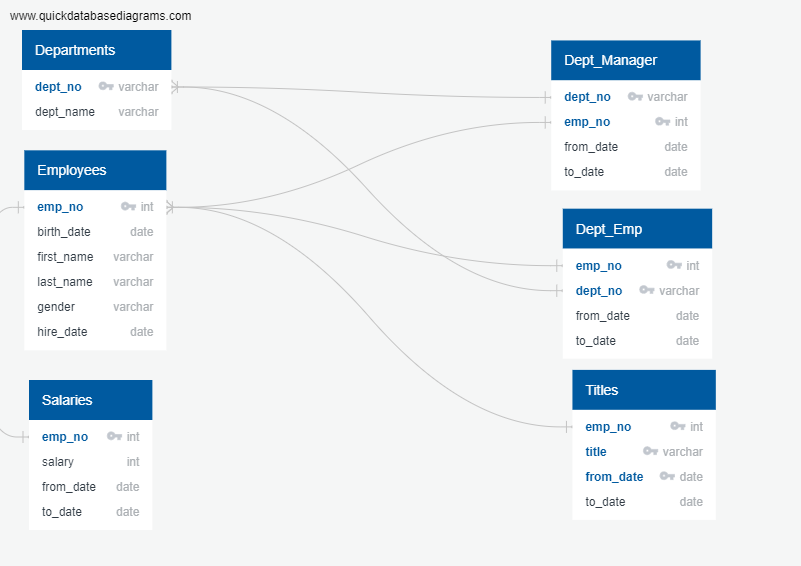 www.quickdatabasediagrams.com
Departments
dept_no varchar
dept_name varchar
Employees
emp_no int
birth_date date
first_name varchar
last_name varchar
gender varchar
hire_date date
Salaries
emp_no int
salary int
from_date date
to_date date
Dept_Manager
dept_no varchar
emp_no int
from_date date
to_date date
Dept_Emp
emp_no int
dept_no varchar
from_date date
to_date date
Titles
emp_no int
title varchar
from_date date
to_date date